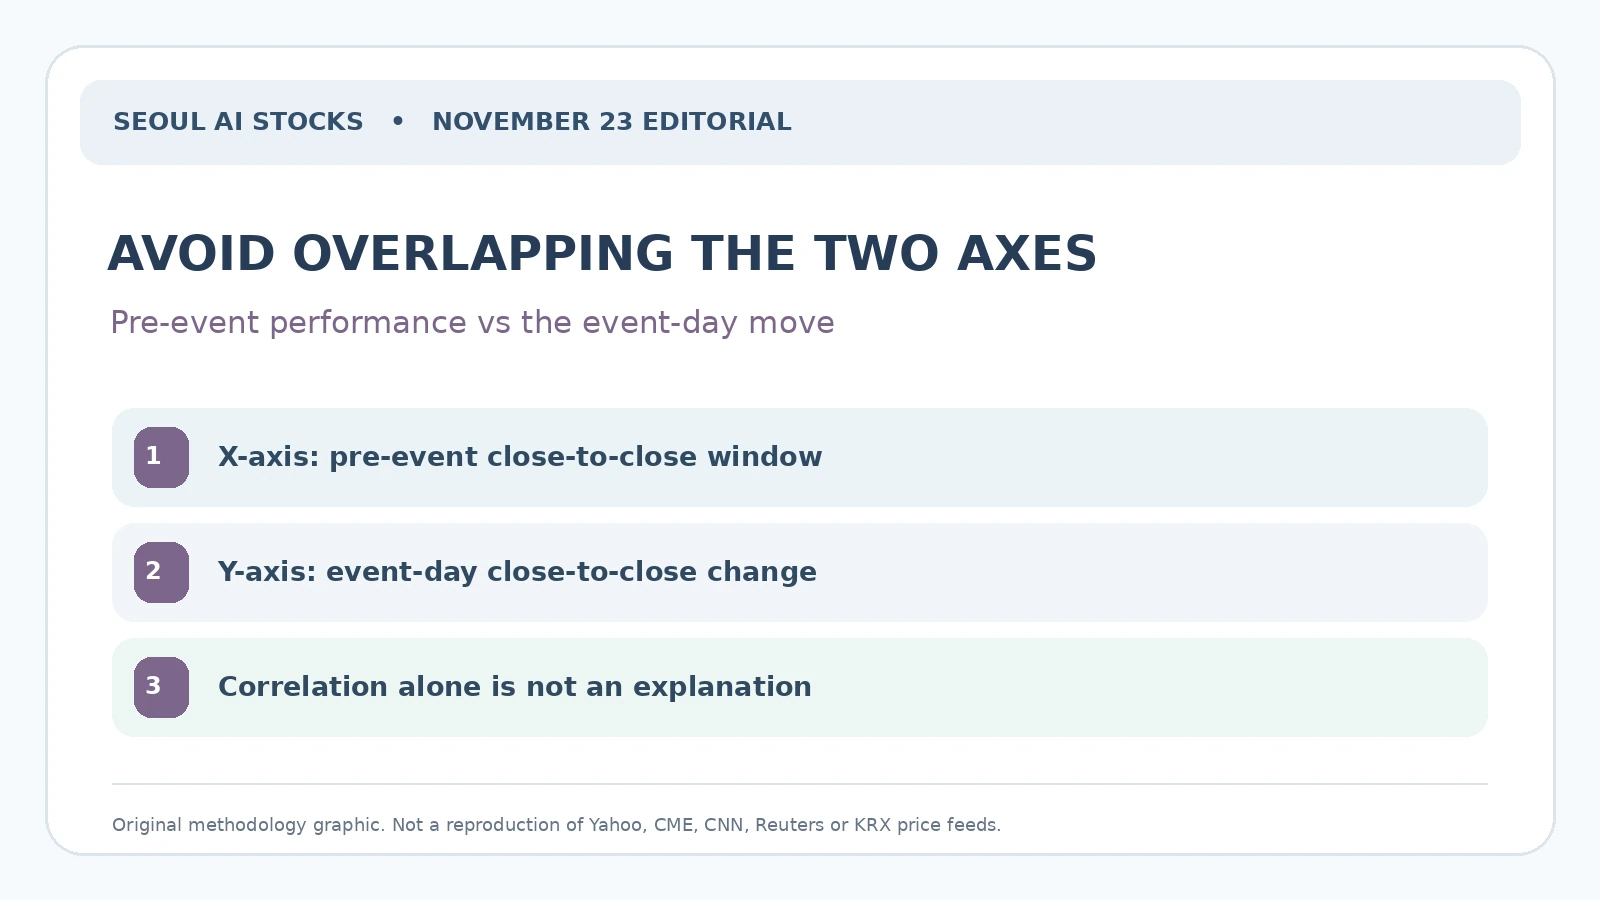 SEOUL AI STOCKS • NOVEMBER 23 EDITORIAL
AVOID OVERLAPPING THE TWO AXES
Pre-event performance vs the event-day move
1 X-axis: pre-event close-to-close window
2 Y-axis: event-day close-to-close change
3 Correlation alone is not an explanation
Original methodology graphic. Not a reproduction of Yahoo, CME, CNN, Reuters or KRX price feeds.